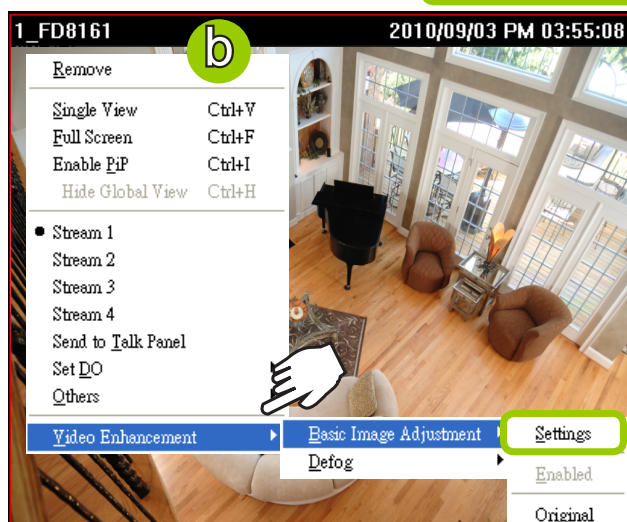 1_FD8161
2010/09/03 PM 03:55:08
b
Remove
Single View Ctrl+V
Full Screen Ctrl+F
Enable PiP Ctrl+I
Hide Global View Ctrl+H
Stream 1
Stream 2
Stream 3
Stream 4
Send to Talk Panel
Set DO
Others
Video Enhancement
Basic Image Adjustment
Defog
Settings
Enabled
Original